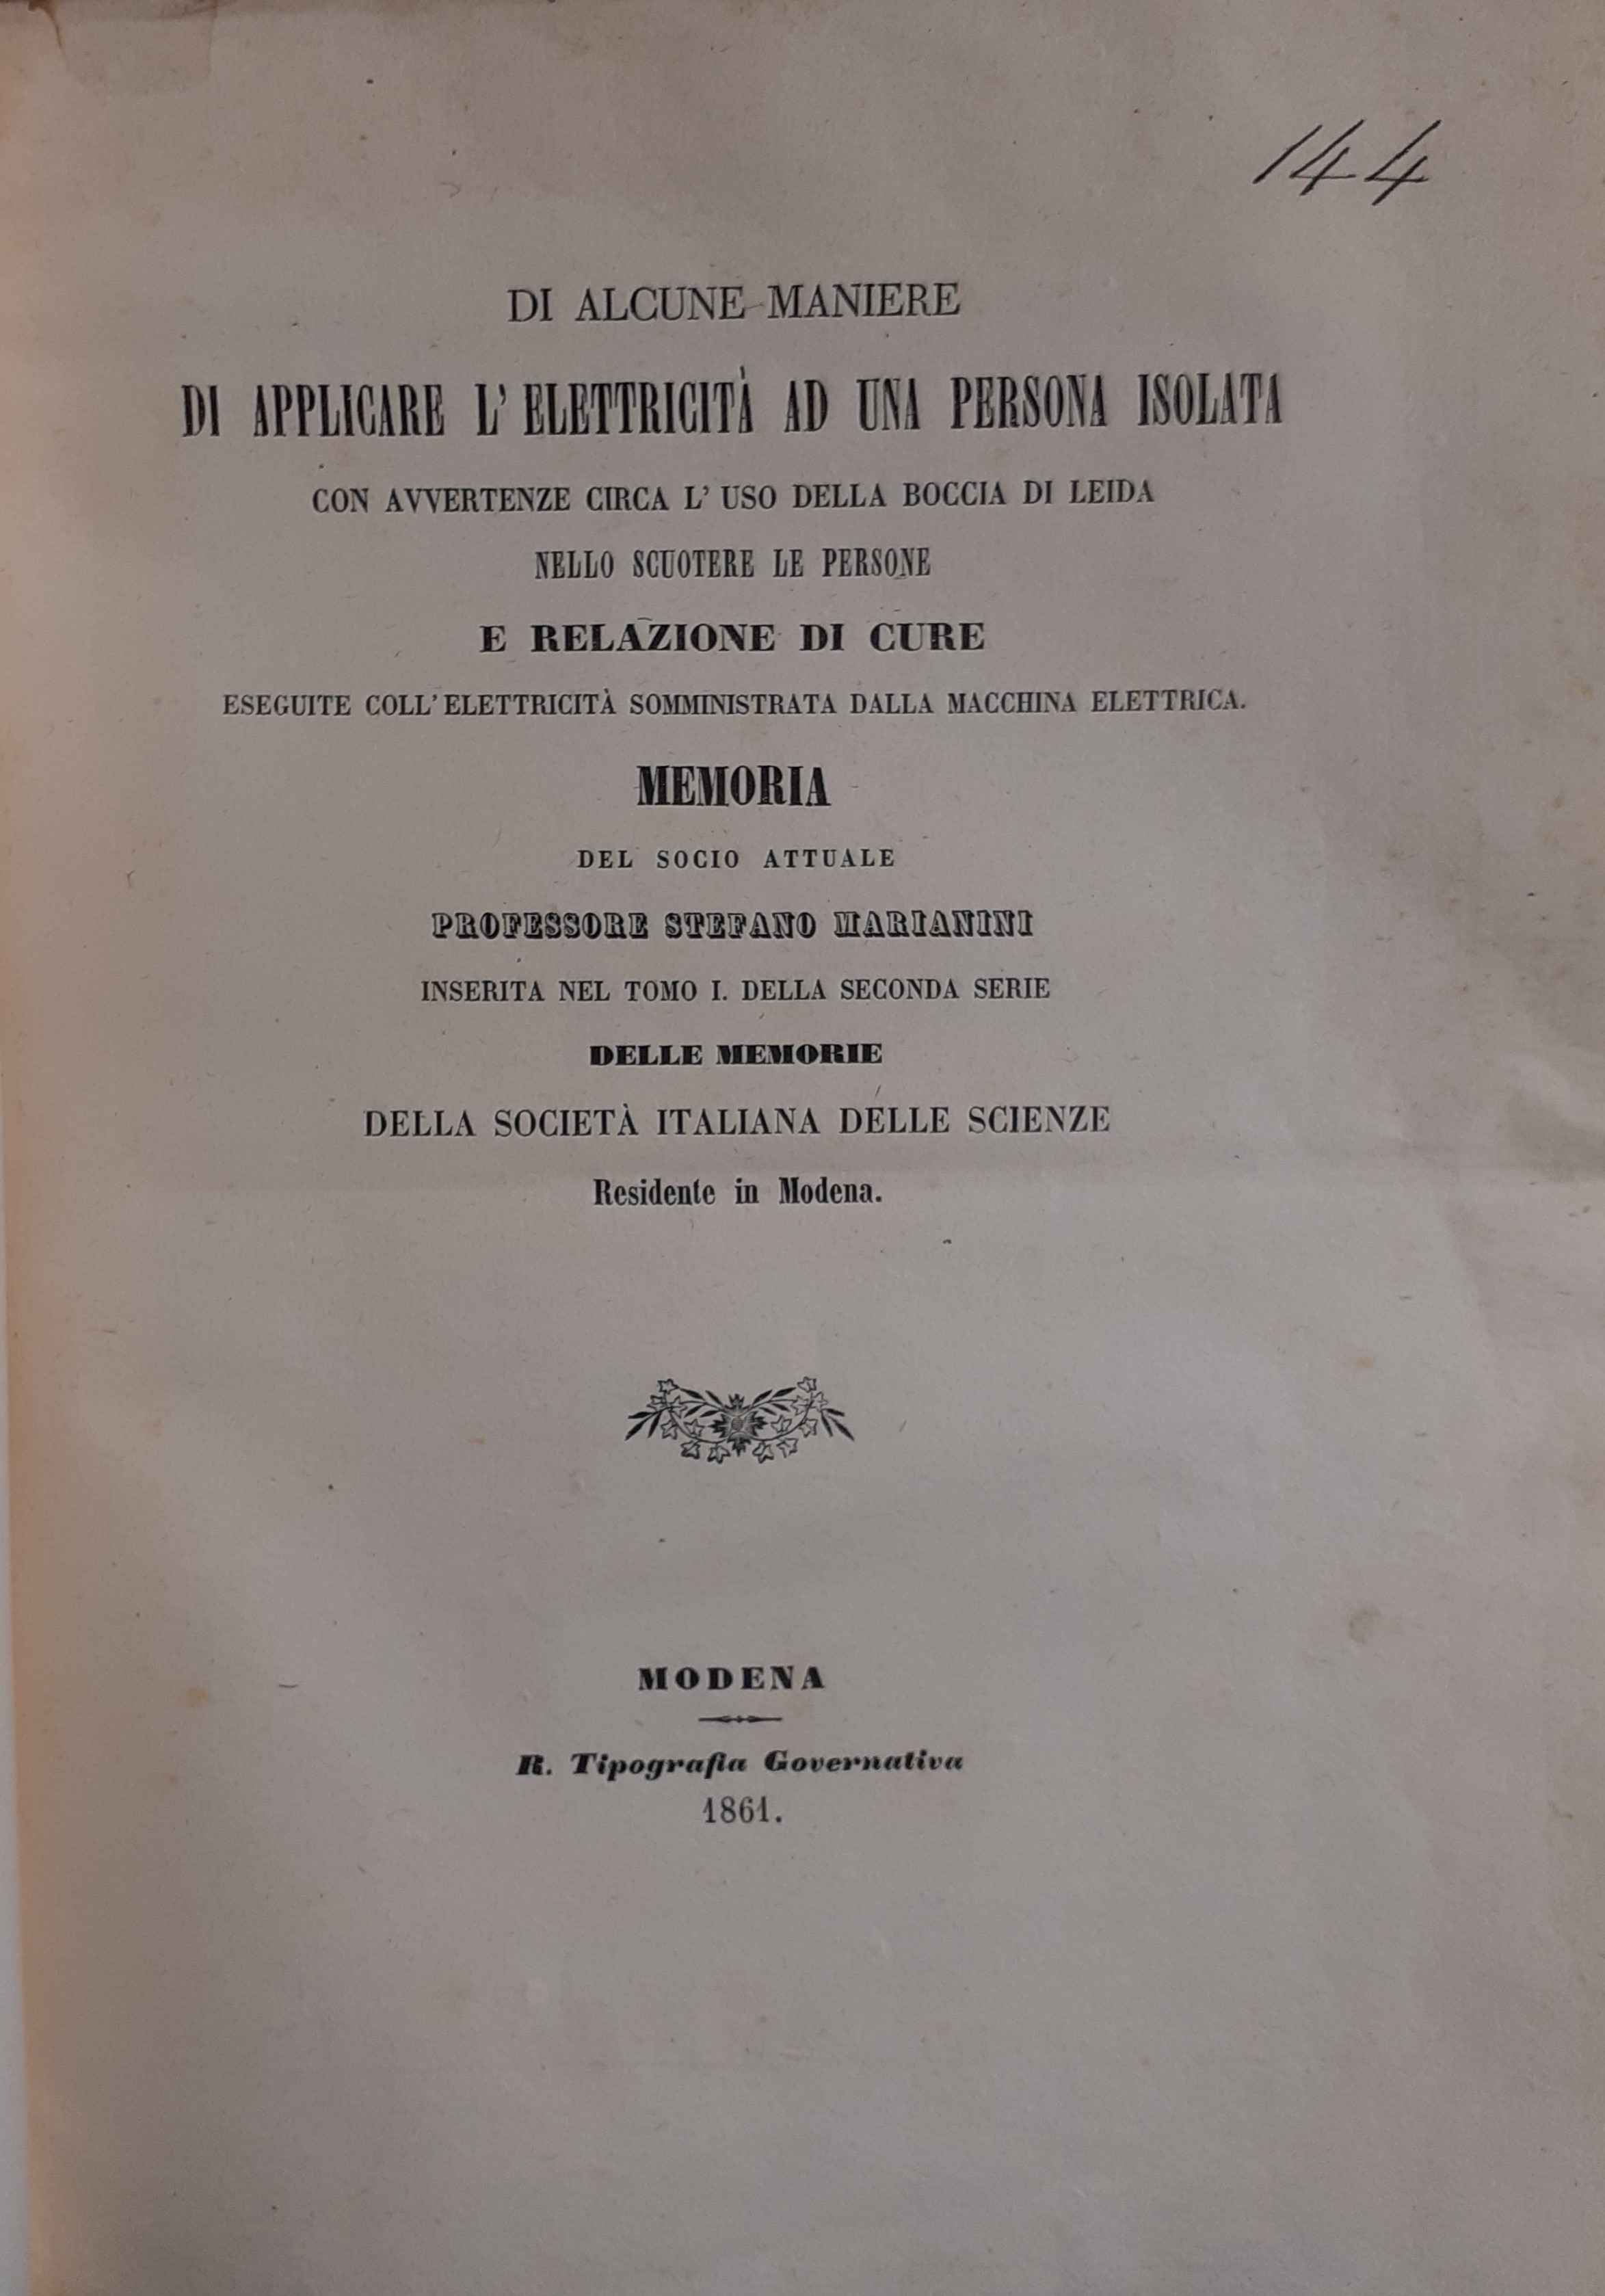 144
DI ALCUNE MANIERE
DI APPLICARE L' ELETTRICITÀ AD UNA PERSONA ISOLATA
CON AVVERTENZE CIRCA L' USO DELLA BOCCIA DI LEIDA
NELLO SCUOTERE LE PERSONE
E RELAZIONE DI CURE
ESEGUITE COLL' ELETTRICITÀ SOMMINISTRATA DALLA MACCHINA ELETTRICA.
MEMORIA
DEL SOCIO ATTUALE
PROFESSORE STEFANO MARIANINI
INSERITA NEL TOMO I. DELLA SECONDA SERIE
DELLE MEMORIE
DELLA SOCIETÀ ITALIANA DELLE SCIENZE
Residente in Modena.
MODENA
R. Tipografia Governativa
1861.